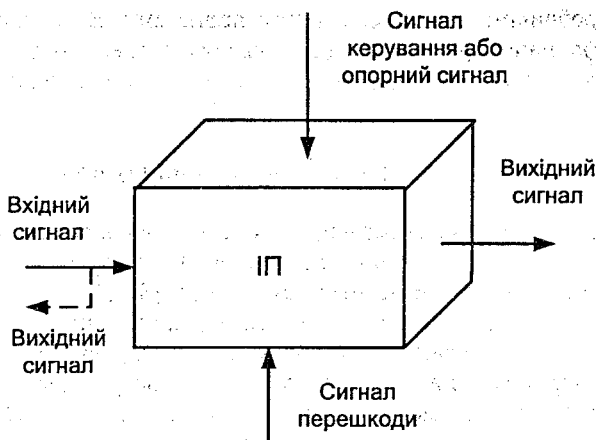 Сигнал
керування або
опорний сигнал
Вихідний
сигнал
Вхідний
сигнал
ІП
Вихідний
сигнал
Сигнал
перешкоди